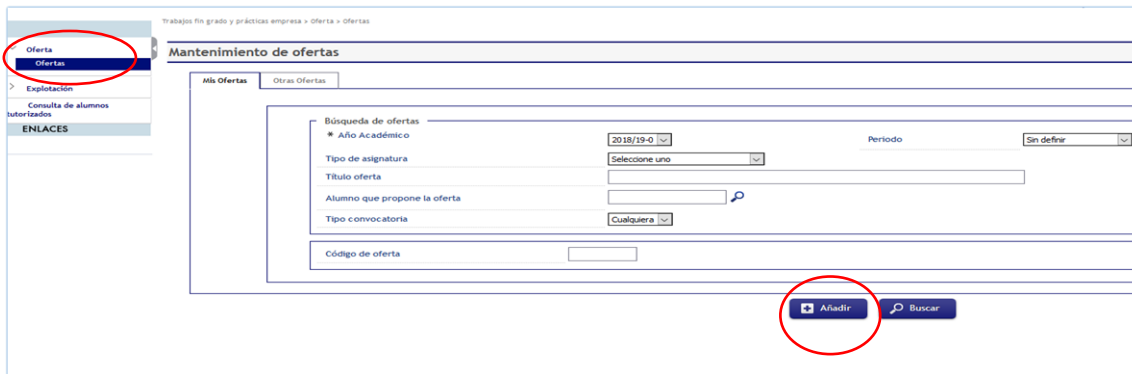 Trabajos fin grado y prácticas empresa > Oferta > Ofertas
Oferta
Ofertas
> Explotación
Consulta de alumnos
tutorizados
ENLACES
Mantenimiento de ofertas
Mis Ofertas Otras Ofertas
Búsqueda de ofertas
* Año Académico 2018/19-0 Periodo Sin definir
Tipo de asignatura Seleccione uno
Título oferta
Alumno que propone la oferta
Tipo convocatoria Cualquiera
Código de oferta
Añadir Buscar